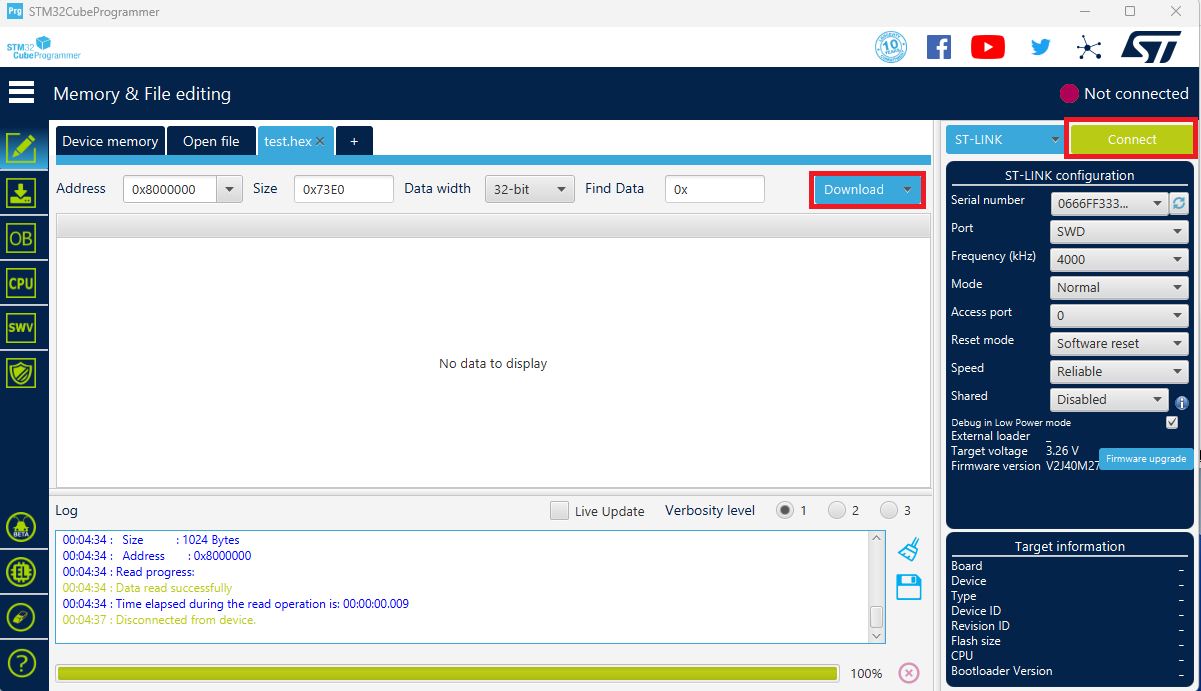 Prg STM32CubeProgrammer
STM32
CubeProgrammer
10
ST
Memory & File editing
Not connected
Device memory
Open file
test.hex
+
ST-LINK
Connect
Address
0x8000000
Size
0x73E0
Data width
32-bit
Find Data
0x
Download
No data to display
OB
CPU
SWV
BETA
EL
?
ST-LINK configuration
Serial number 0666FF333...
Port SWD
Frequency (kHz) 4000
Mode Normal
Access port 0
Reset mode Software reset
Speed Reliable
Shared Disabled
Debug in Low Power mode
External loader _
Target voltage 3.26 V
Firmware version V2J40M27
Firmware upgrade
Log
Live Update
Verbosity level
1
2
3
00:04:34 : Size : 1024 Bytes
00:04:34 : Address : 0x8000000
00:04:34 : Read progress:
00:04:34 : Data read successfully
00:04:34 : Time elapsed during the read operation is: 00:00:00.009
00:04:37 : Disconnected from device.
100%
Target information
Board _
Device _
Type _
Device ID _
Revision ID _
Flash size _
CPU _
Bootloader Version _